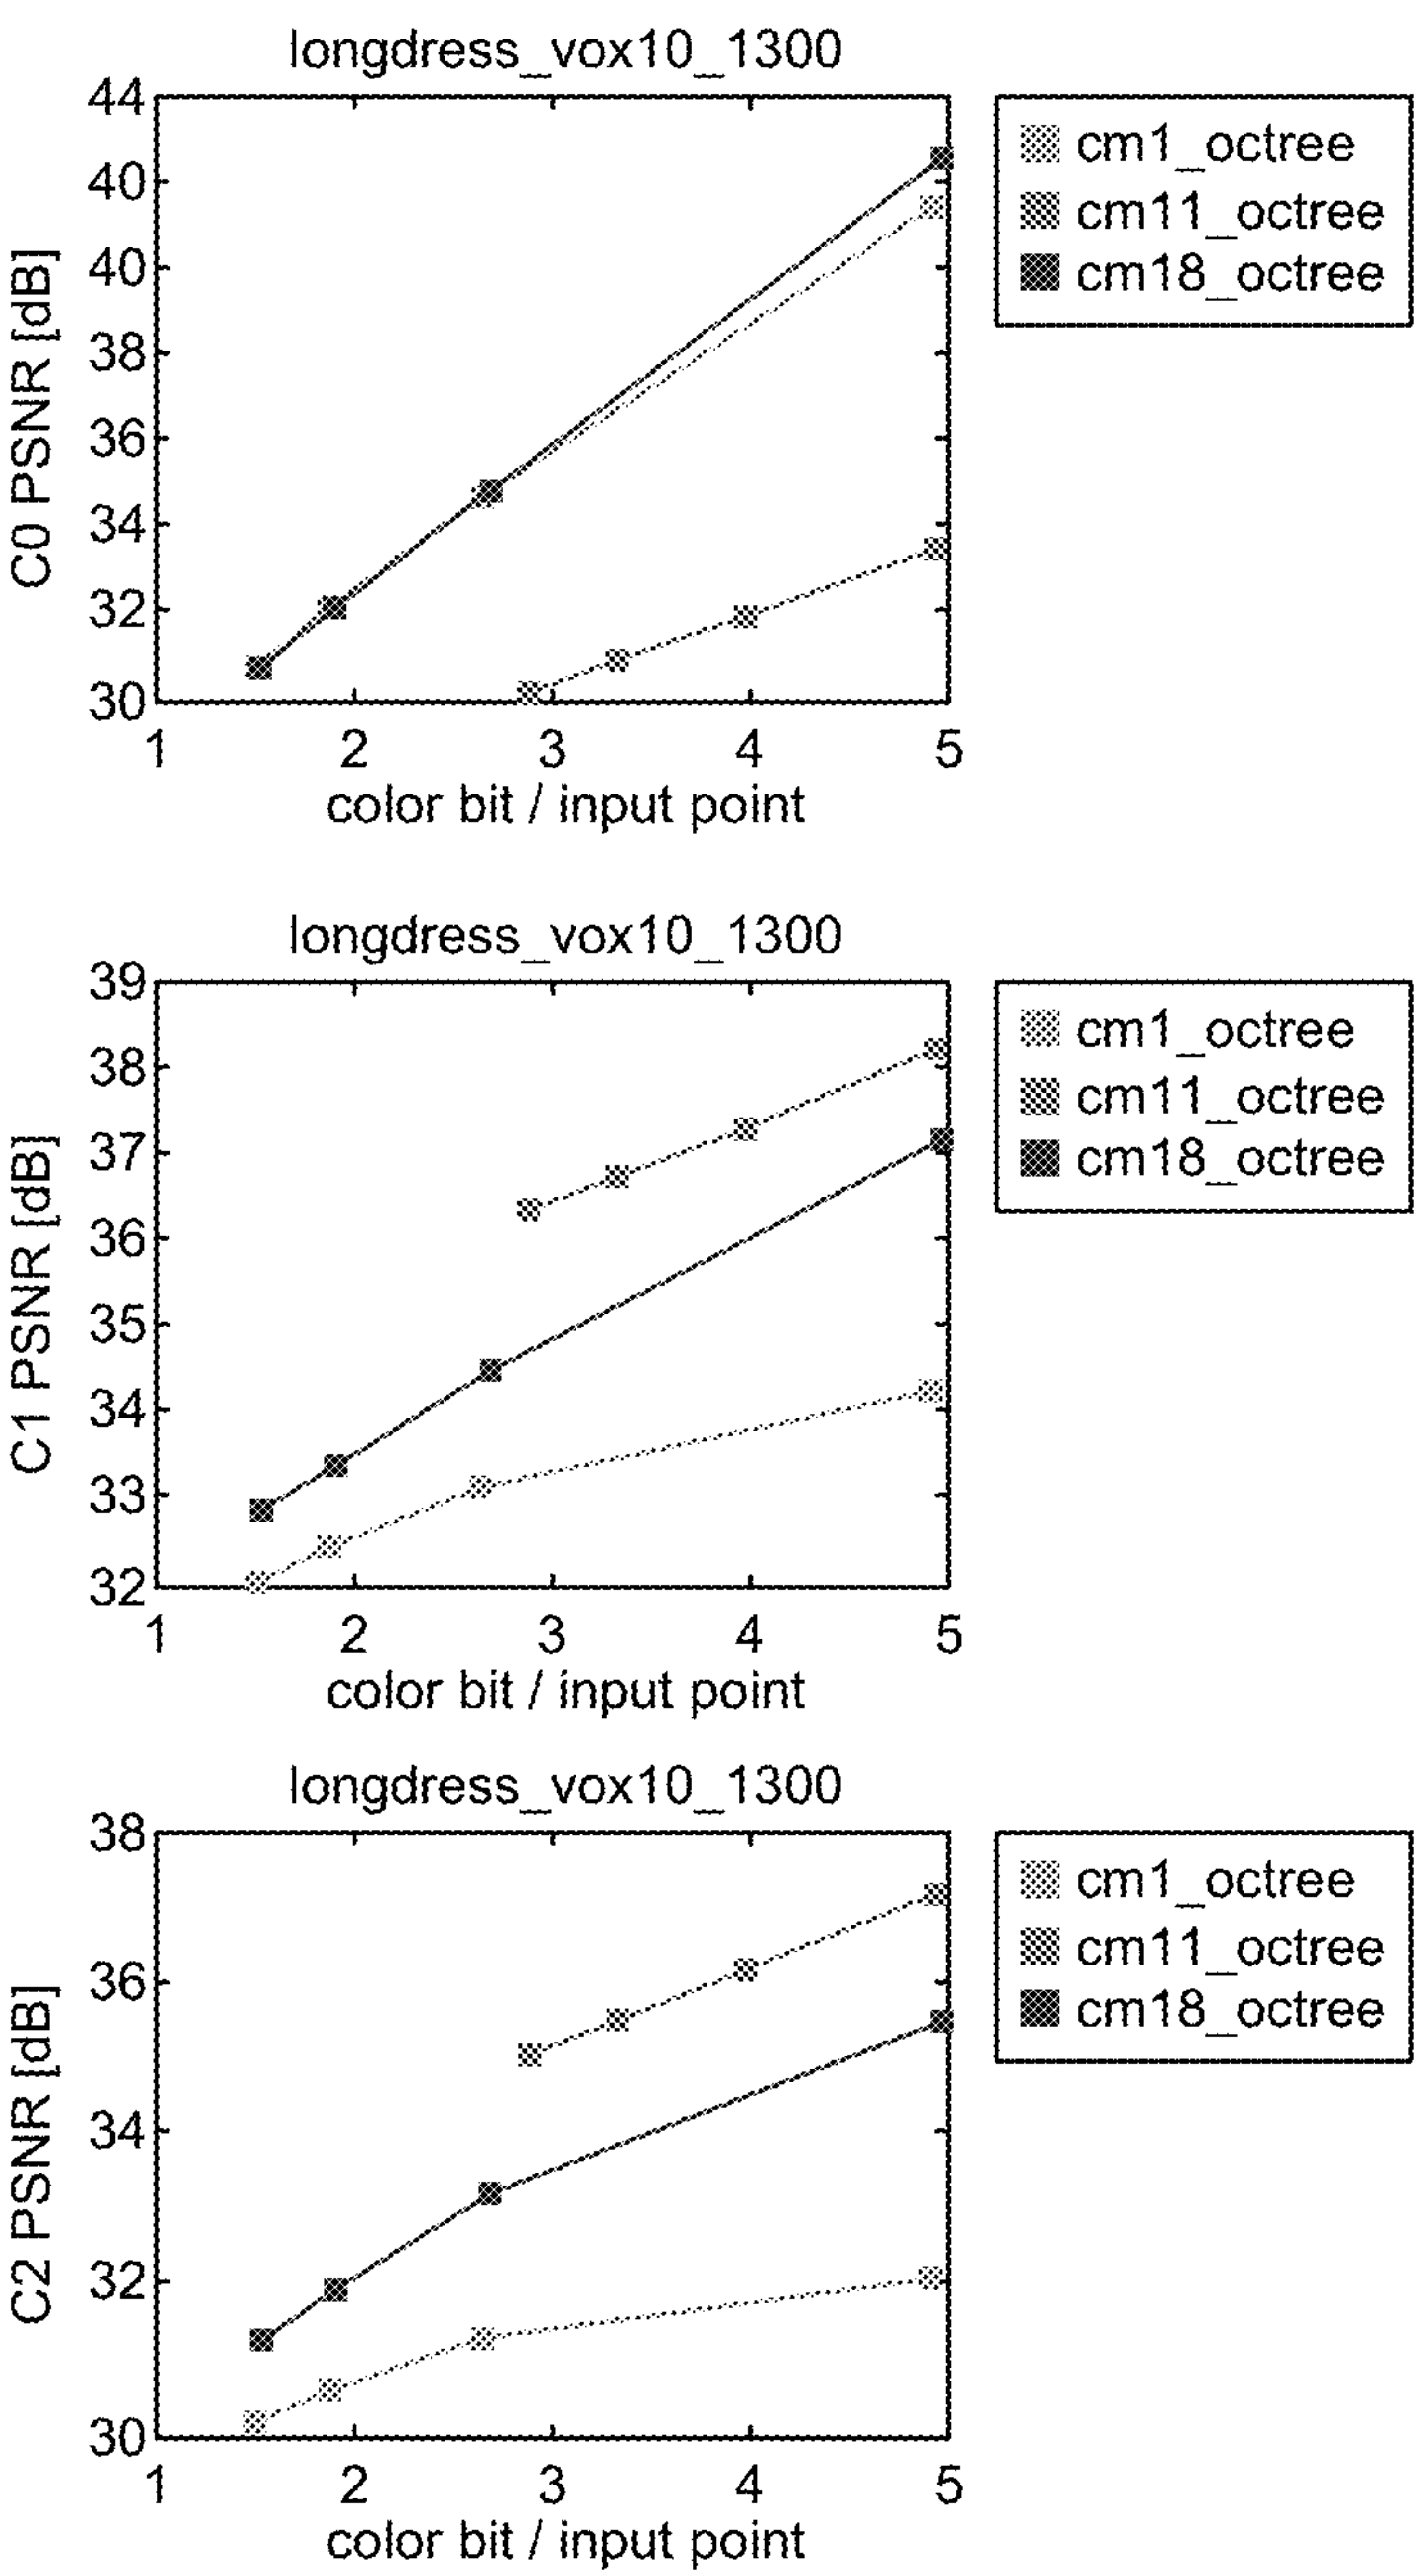 longdress_vox10_1300
44
40
40
38
36
34
32
30
C0 PSNR [dB]
1 2 3 4 5
color bit / input point
cm1_octree
cm11_octree
cm18_octree
longdress_vox10_1300
39
38
37
36
35
34
33
32
C1 PSNR [dB]
1 2 3 4 5
color bit / input point
cm1_octree
cm11_octree
cm18_octree
longdress_vox10_1300
38
36
34
32
30
C2 PSNR [dB]
1 2 3 4 5
color bit / input point
cm1_octree
cm11_octree
cm18_octree